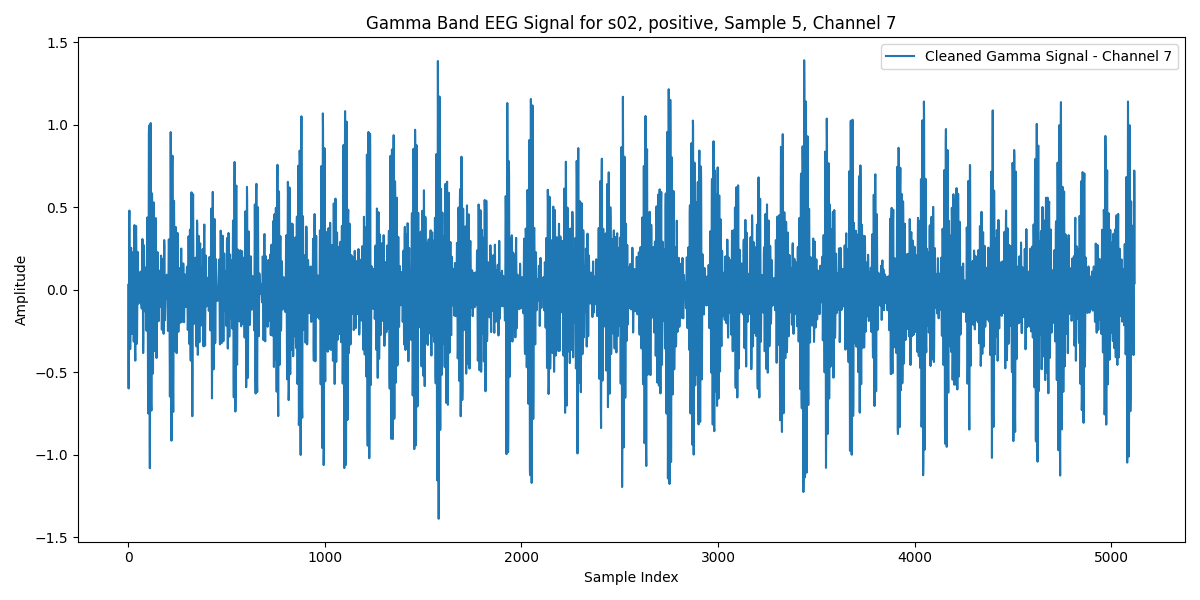 Gamma Band EEG Signal for s02, positive, Sample 5, Channel 7
Cleaned Gamma Signal - Channel 7
1.5
1.0
0.5
0.0
−0.5
−1.0
−1.5
Amplitude
0 1000 2000 3000 4000 5000
Sample Index